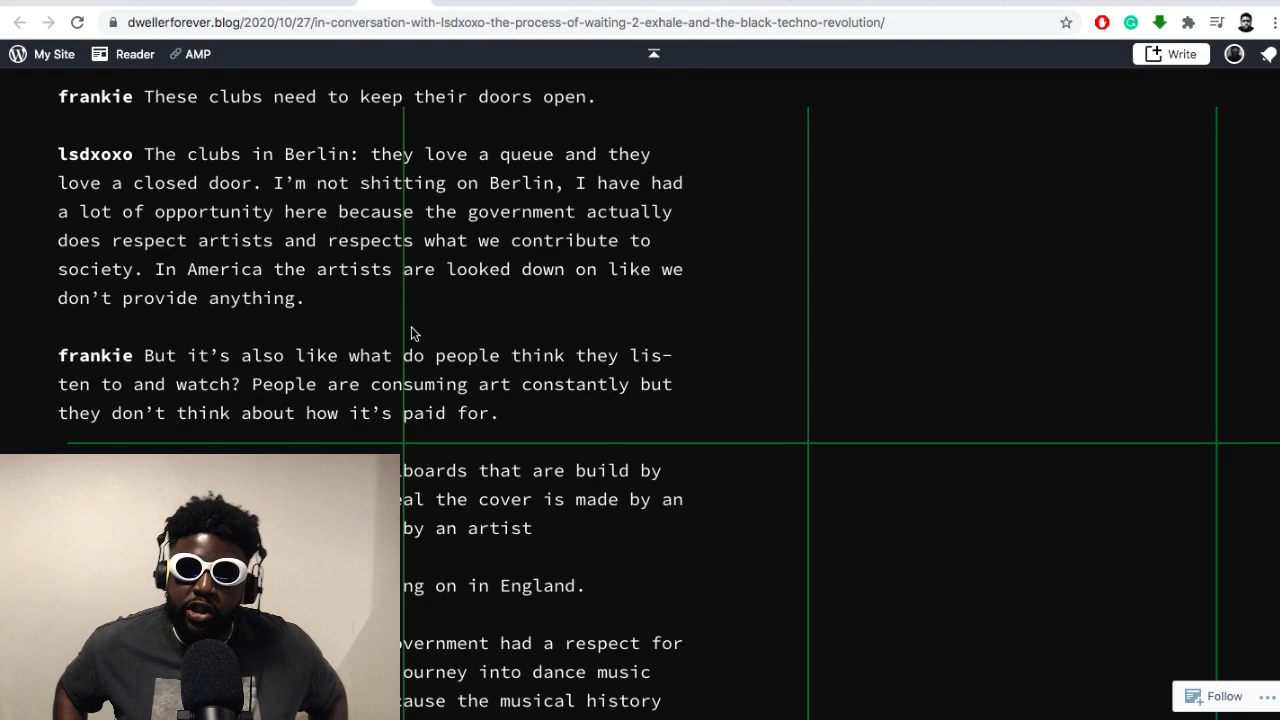 dwellerforever.blog/2020/10/27/in-conversation-with-lsdxoxo-the-process-of-waiting-2-exhale-and-the-black-techno-revolution/
My Site Reader AMP Write
frankie These clubs need to keep their doors open.
lsdxoxo The clubs in Berlin: they love a queue and they
love a closed door. I’m not shitting on Berlin, I have had
a lot of opportunity here because the government actually
does respect artists and respects what we contribute to
society. In America the artists are looked down on like we
don’t provide anything.
frankie But it’s also like what do people think they lis-
ten to and watch? People are consuming art constantly but
they don’t think about how it’s paid for.
boards that are build by
eal the cover is made by an
by an artist
ng on in England.
vernment had a respect for
ourney into dance music
cause the musical history
Follow